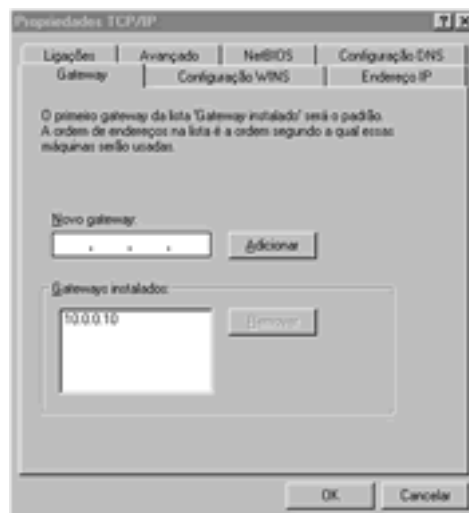 Propriedades TCP/IP
Ligações Avançado NetBIOS Configuração DNS
Gateway Configuração WINS Endereço IP
O primeiro gateway da lista 'Gateway instalado' será o padrão.
A ordem de endereços na lista é a ordem segundo a qual essas
máquinas serão usadas.
Novo gateway:
. . .
Adicionar
Gateways instalados:
10.0.0.10
Remover
OK Cancelar